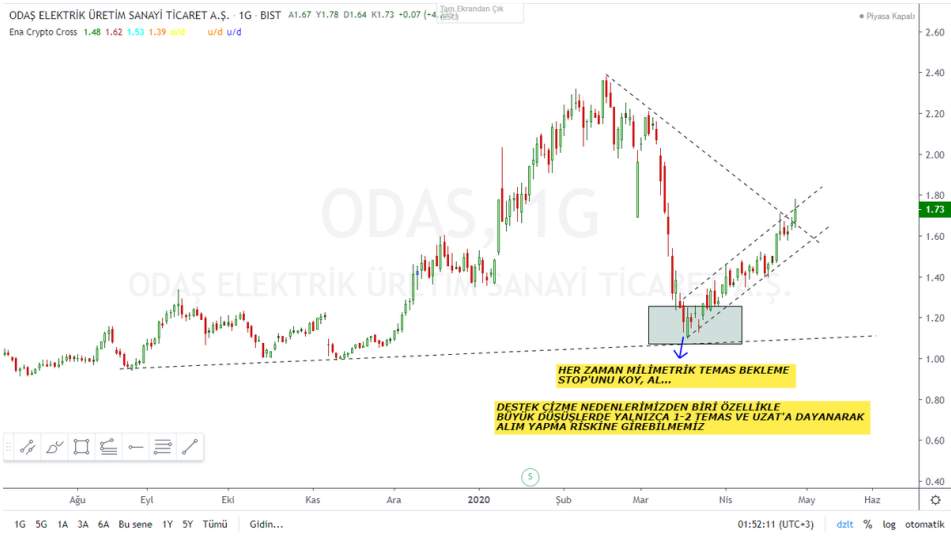 ODAŞ ELEKTRİK ÜRETİM SANAYİ TİCARET A.Ş. · 1G · BIST A1.67 Y1.78 D1.64 K1.73 +0.07
Tam Ekrandan Çık
Piyasa Kapalı
Ena Crypto Cross 1.48 1.62 1.53 1.39 u/d u/d u/d
2.60
2.40
2.20
2.00
1.80
1.73
1.60
1.40
1.20
1.00
0.80
0.60
0.40
ODAS, 1G
ODAŞ ELEKTRİK ÜRETİM SANAYİ TİCARET A.Ş.
HER ZAMAN MİLİMETRİK TEMAS BEKLEME
STOP'UNU KOY, AL...
DESTEK ÇİZME NEDENLERİMİZDEN BİRİ ÖZELLİKLE
BÜYÜK DÜŞÜŞLERDE YALNIZCA 1-2 TEMAS VE UZAT'A DAYANARAK
ALIM YAPMA RİSKİNE GİREBİLMEMİZ
S
Ağu Eyl Eki Kas Ara 2020 Şub Mar Nis May Haz
1G 5G 1A 3A 6A Bu sene 1Y 5Y Tümü Gidin... 01:52:11 (UTC+3) dzlt % log otomatik